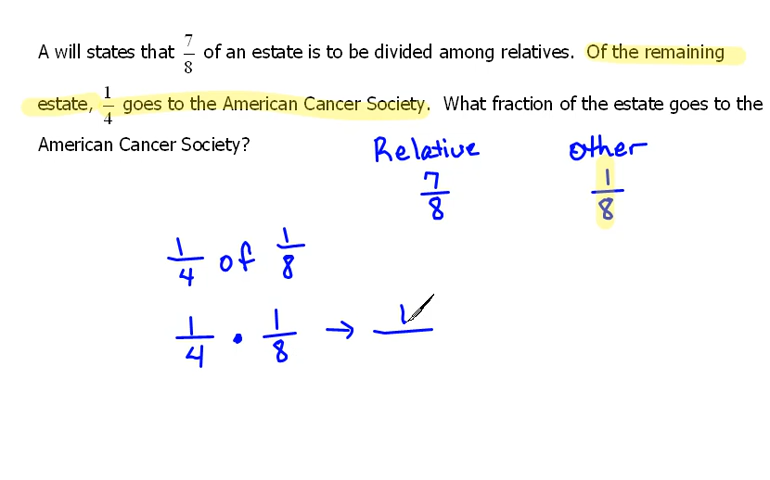 A will states that 7/8 of an estate is to be divided among relatives. Of the remaining
estate, 1/4 goes to the American Cancer Society. What fraction of the estate goes to the
American Cancer Society?
Relative Other
7/8 1/8
1/4 of 1/8
1/4 • 1/8 → 1